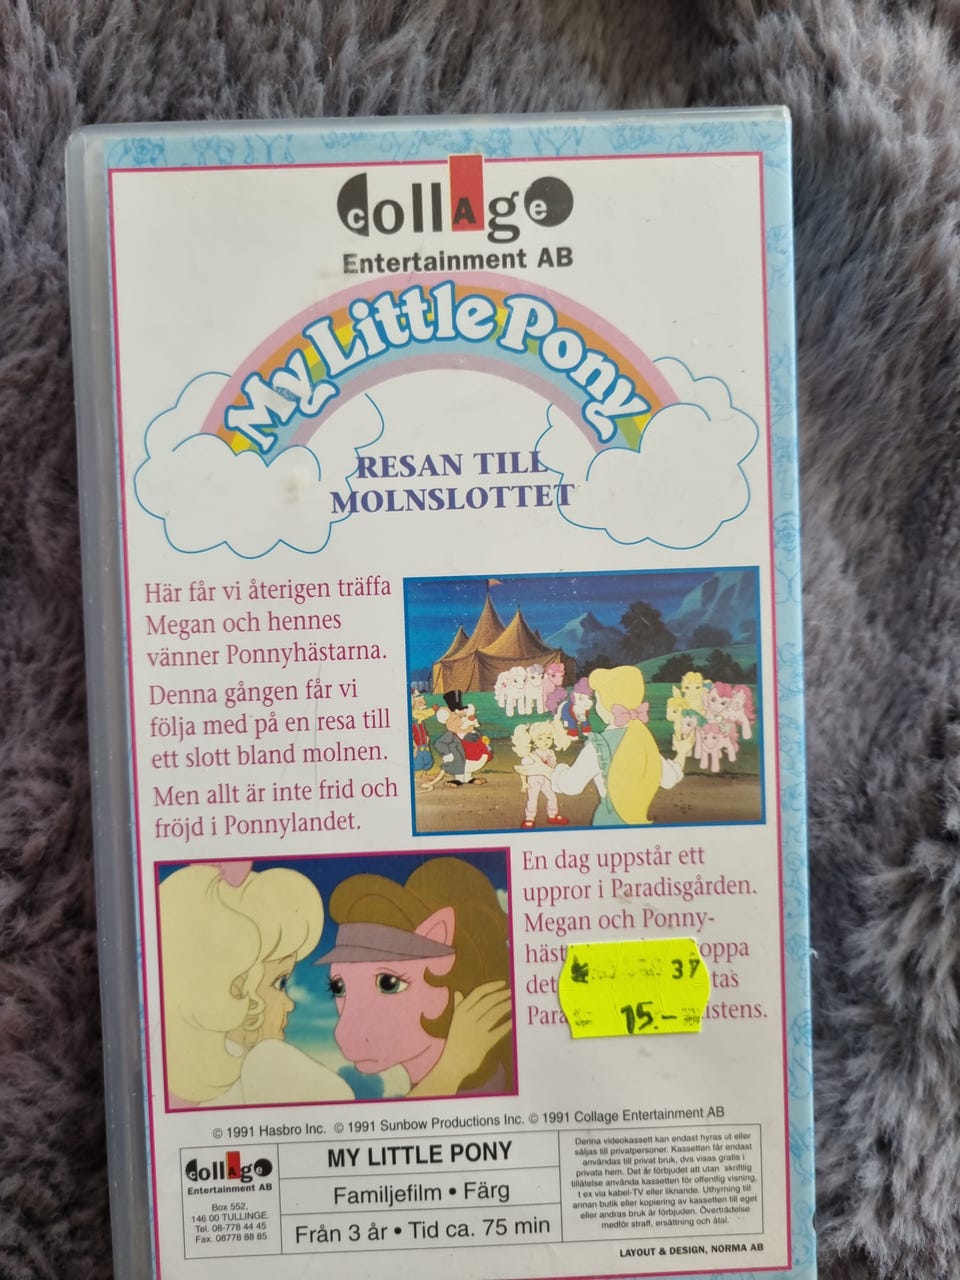 collAge
Entertainment AB
My Little Pony
RESAN TILL
MOLNSLOTTET
Här får vi återigen träffa
Megan och hennes
vänner Ponnyhästarna.
Denna gången får vi
följa med på en resa till
ett slott bland molnen.
Men allt är inte frid och
fröjd i Ponnylandet.
En dag uppstår ett
uppror i Paradisgården.
Megan och Ponny-
häst oppa
det tas
Para istens.
37
15.-
© 1991 Hasbro Inc. © 1991 Sunbow Productions Inc. © 1991 Collage Entertainment AB
collAge
Entertainment AB
Box 552,
146 00 TULLINGE.
Tel. 08-778 44 45
Fax. 08778 88 85
MY LITTLE PONY
Familjefilm • Färg
Från 3 år • Tid ca. 75 min
Denna videokassett kan endast hyras ut eller
säljas till privatpersoner. Kassetten får endast
användas till privat bruk, dvs visas gratis i
privata hem. Det är förbjudet att utan skriftlig
tillåtelse använda kassetten för offentlig visning,
t ex via kabel-TV eller liknande. Uthyrning till
annan butik eller kopiering av kassetten till eget
eller andras bruk är förbjuden. Överträdelse
medför straff, ersättning och åtal.
LAYOUT & DESIGN, NORMA AB